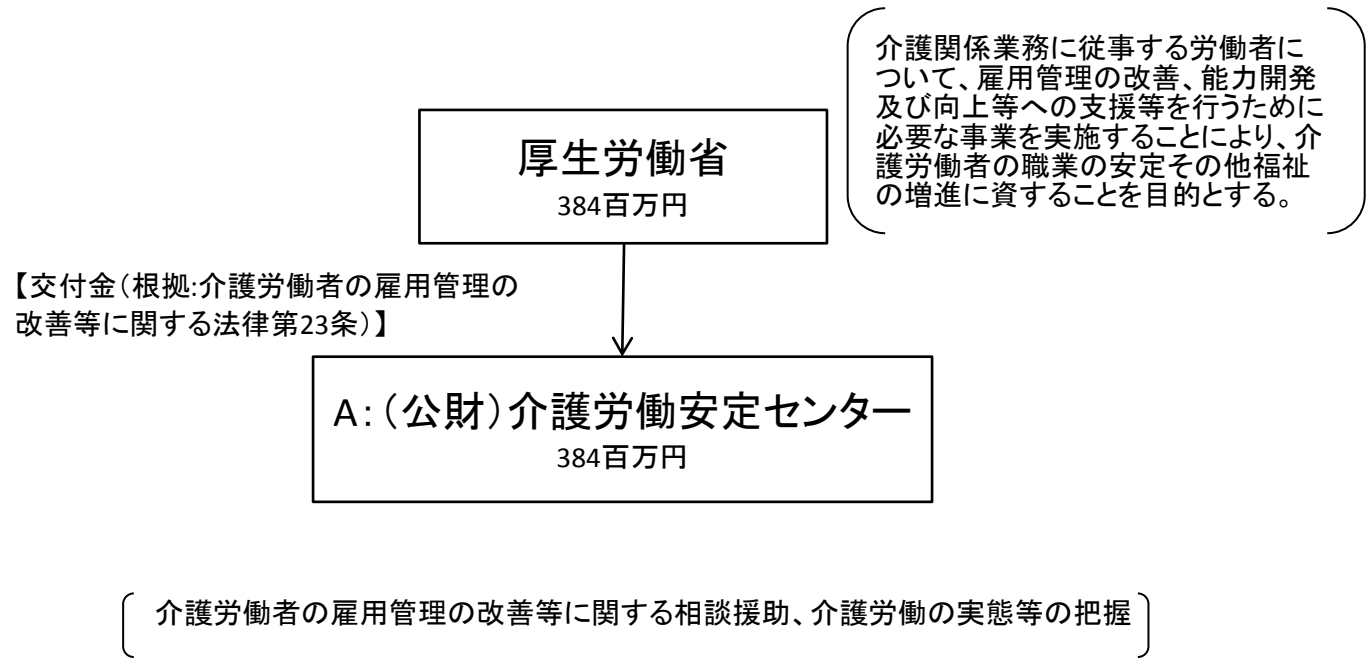 介護関係業務に従事する労働者に
ついて、雇用管理の改善、能力開発
及び向上等への支援等を行うために
必要な事業を実施することにより、介
護労働者の職業の安定その他福祉
の増進に資することを目的とする。
厚生労働省
384百万円
【交付金（根拠:介護労働者の雇用管理の
改善等に関する法律第23条）】
A:（公財）介護労働安定センター
384百万円
介護労働者の雇用管理の改善等に関する相談援助、介護労働の実態等の把握